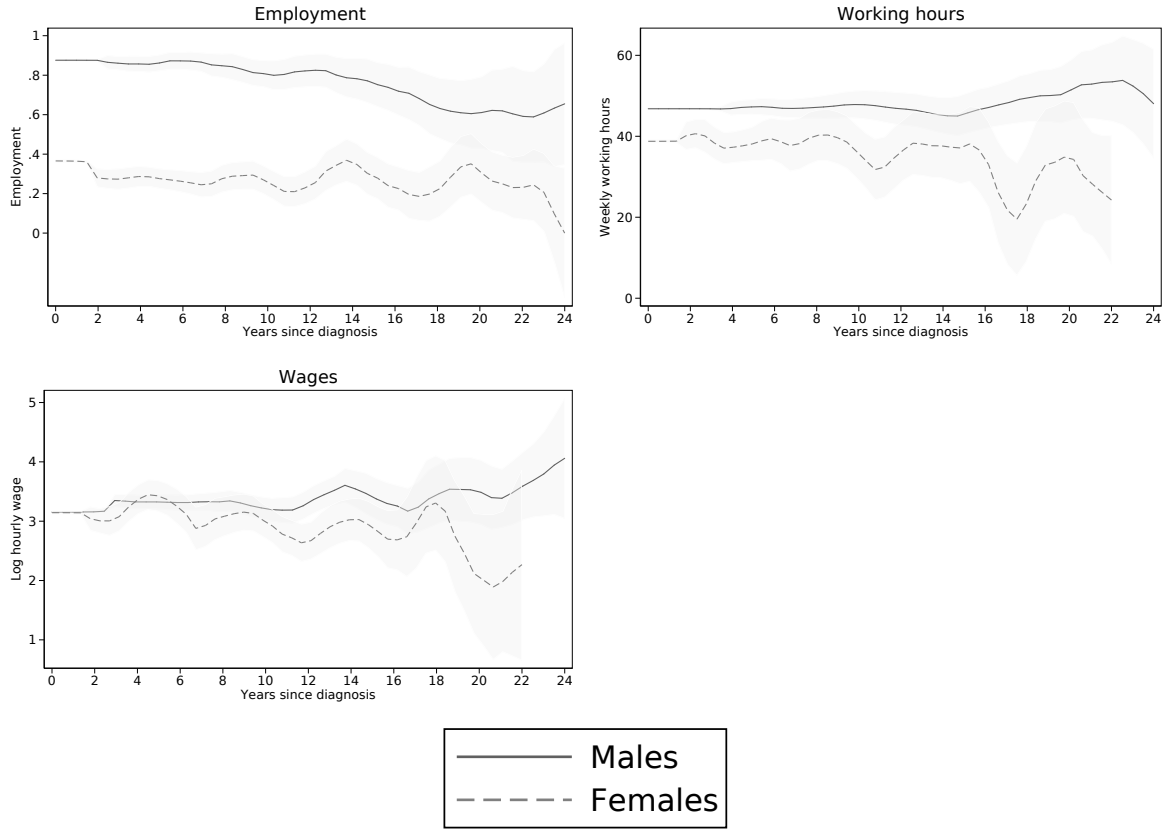 Employment
Employment
1
.8
.6
.4
.2
0
0 2 4 6 8 10 12 14 16 18 20 22 24
Years since diagnosis
Working hours
Weekly working hours
60
40
20
0
0 2 4 6 8 10 12 14 16 18 20 22 24
Years since diagnosis
Wages
Log hourly wage
5
4
3
2
1
0 2 4 6 8 10 12 14 16 18 20 22 24
Years since diagnosis
Males
Females